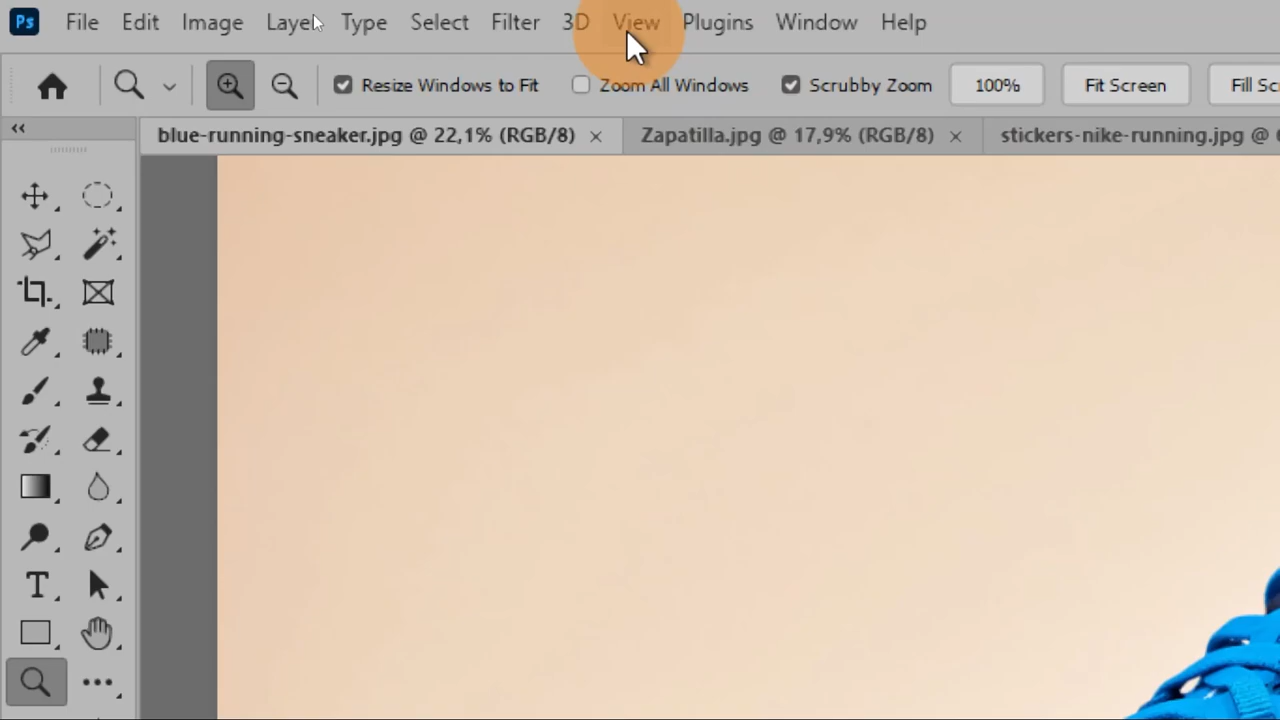 Ps File Edit Image Layer Type Select Filter 3D View Plugins Window Help
Resize Windows to Fit Zoom All Windows Scrubby Zoom 100% Fit Screen Fill
blue-running-sneaker.jpg @ 22,1% (RGB/8) × Zapatilla.jpg @ 17,9% (RGB/8) × stickers-nike-running.jpg @
T